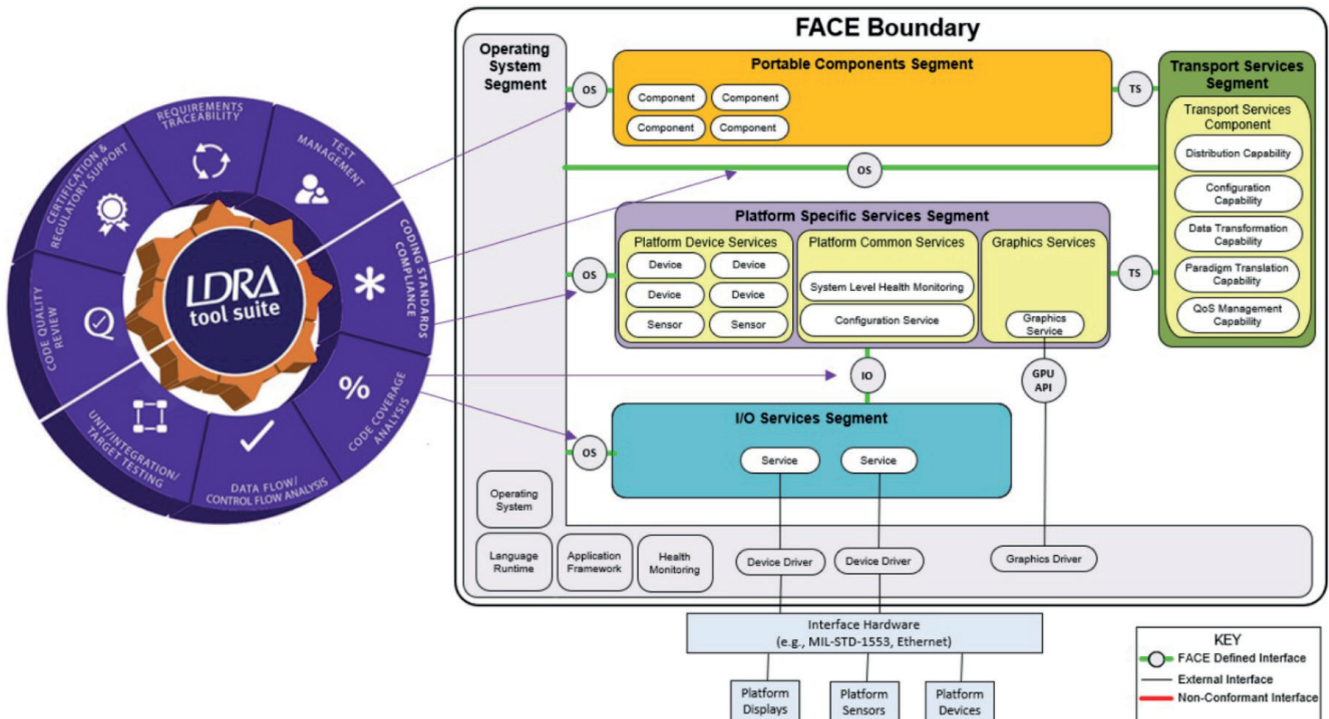 REQUIREMENTS
TRACEABILITY
TEST
MANAGEMENT
CERTIFICATION &
REGULATORY SUPPORT
CODING STANDARDS
COMPLIANCE
CODE QUALITY
REVIEW
%
CODE COVERAGE
ANALYSIS
UNIT/INTEGRATION/
TARGET TESTING
DATA FLOW/
CONTROL FLOW ANALYSIS
LDRA
tool suite
FACE Boundary
Operating
System
Segment
OS
Portable Components Segment
Component
Component
Component
Component
TS
Transport Services
Segment
Transport Services
Component
Distribution Capability
Configuration
Capability
Data Transformation
Capability
Paradigm Translation
Capability
QoS Management
Capability
OS
OS
Platform Specific Services Segment
Platform Device Services
Device
Device
Device
Device
Sensor
Sensor
Platform Common Services
System Level Health Monitoring
Configuration Service
Graphics Services
Graphics
Service
TS
IO
GPU
API
OS
I/O Services Segment
Service
Service
Operating
System
Language
Runtime
Application
Framework
Health
Monitoring
Device Driver
Device Driver
Graphics Driver
Interface Hardware
(e.g., MIL-STD-1553, Ethernet)
Platform
Displays
Platform
Sensors
Platform
Devices
KEY
FACE Defined Interface
External Interface
Non-Conformant Interface